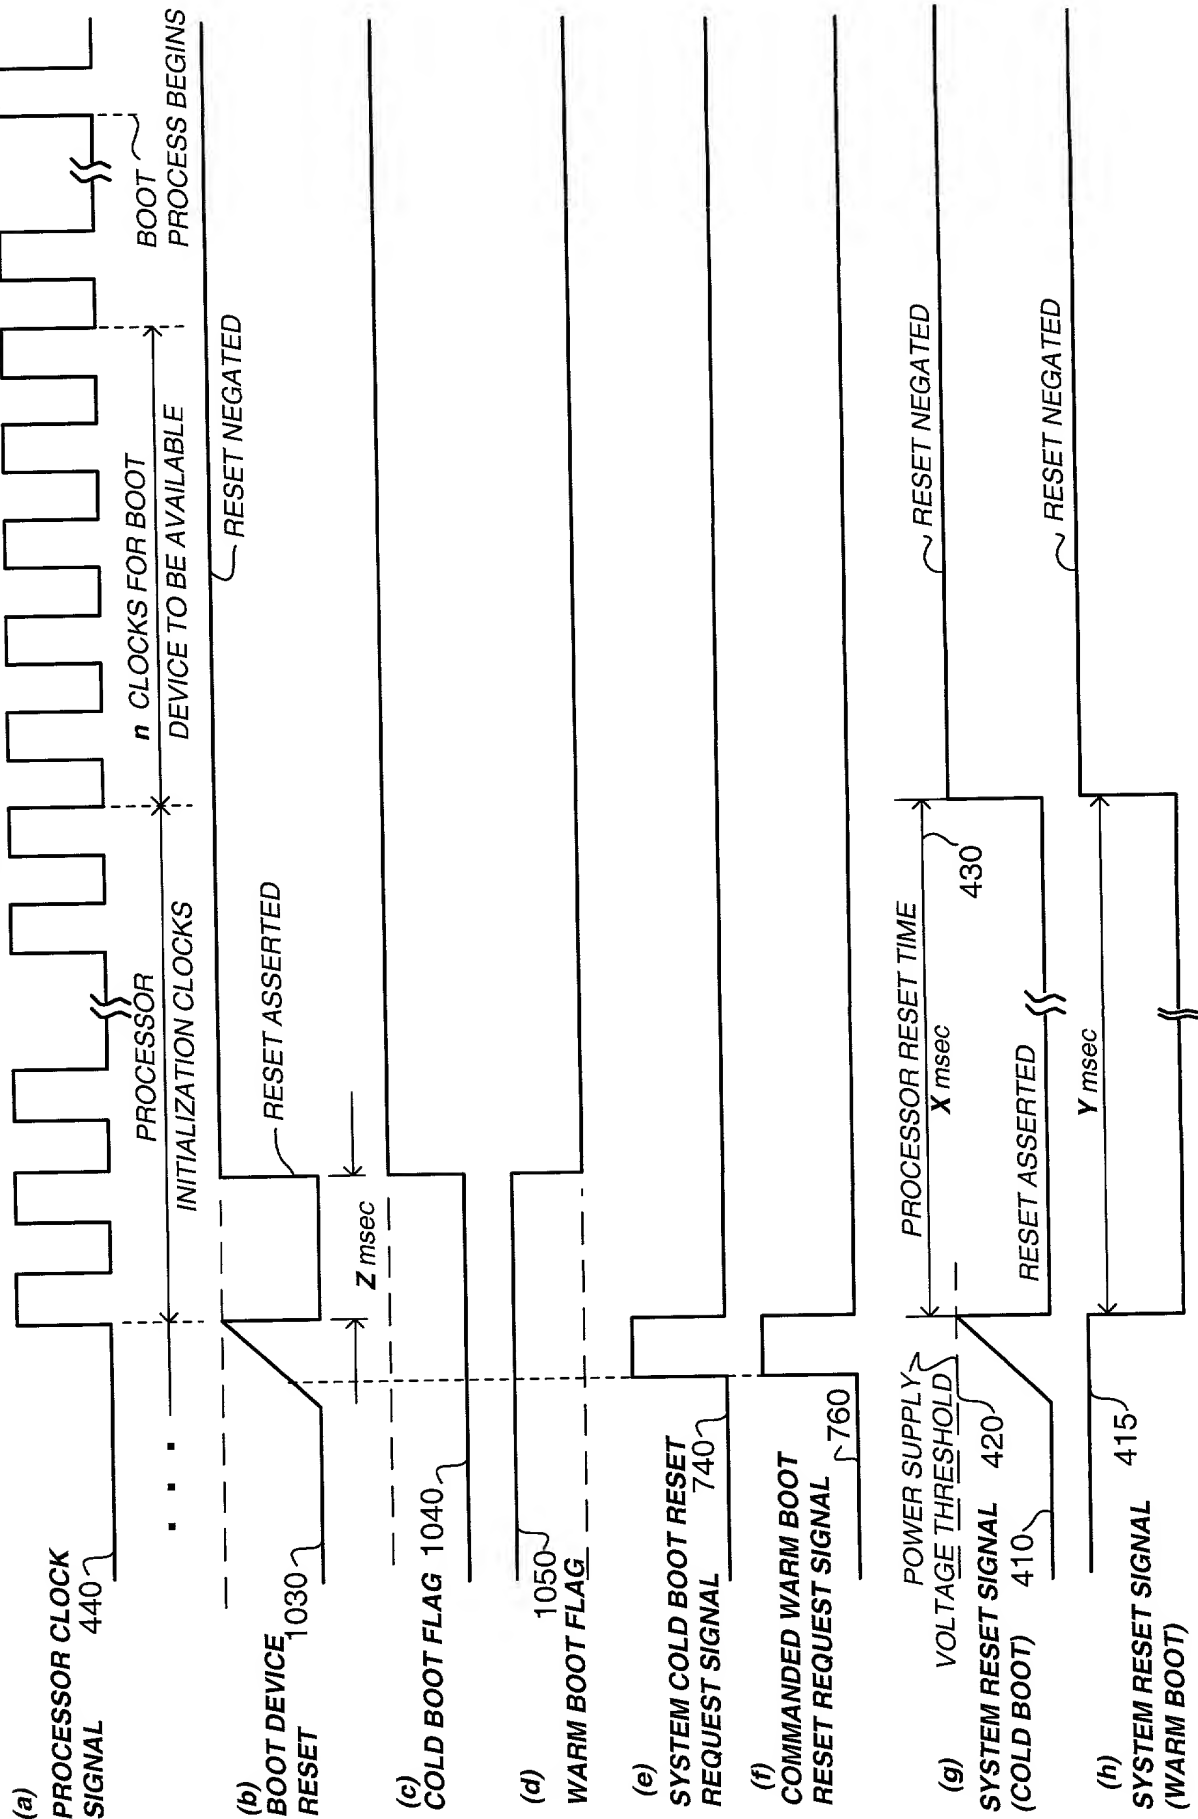 (a)
PROCESSOR CLOCK
SIGNAL 440
PROCESSOR
INITIALIZATION CLOCKS
n CLOCKS FOR BOOT
DEVICE TO BE AVAILABLE
BOOT
PROCESS BEGINS
(b)
BOOT DEVICE
RESET
1030
RESET ASSERTED
RESET NEGATED
Z msec
(c)
COLD BOOT FLAG 1040
(d)
WARM BOOT FLAG
1050
(e)
SYSTEM COLD BOOT RESET
REQUEST SIGNAL 740
(f)
COMMANDED WARM BOOT
RESET REQUEST SIGNAL 760
POWER SUPPLY
VOLTAGE THRESHOLD
(g)
SYSTEM RESET SIGNAL 420
(COLD BOOT) 410
PROCESSOR RESET TIME
X msec
430
RESET ASSERTED
RESET NEGATED
(h)
SYSTEM RESET SIGNAL
(WARM BOOT)
415
Y msec
RESET NEGATED